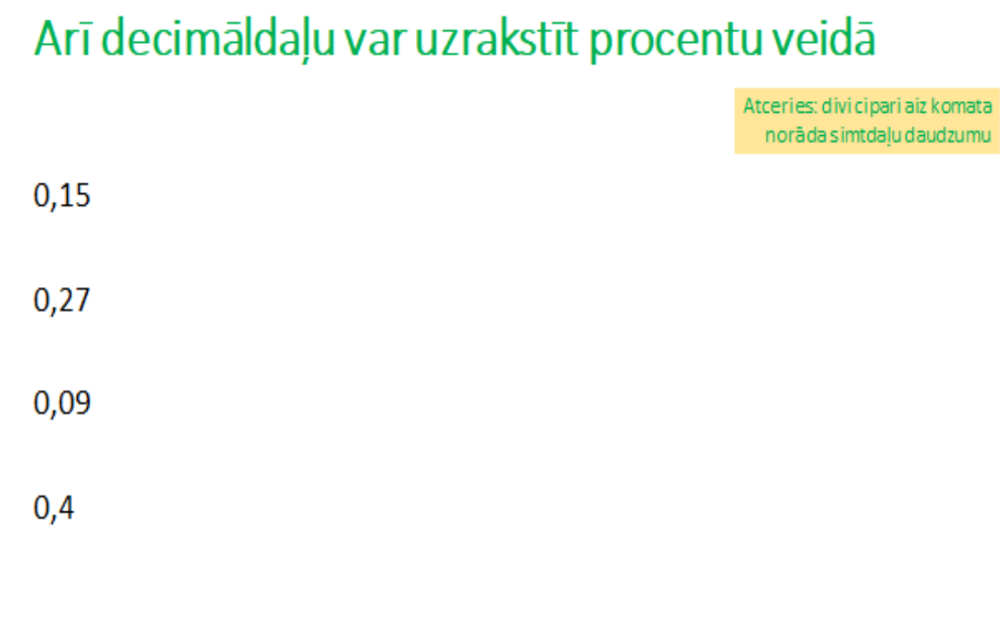 Arī decimāldaļu var uzrakstīt procentu veidā
Atceries: divi cipari aiz komata
norāda simtdaļu daudzumu
0,15
0,27
0,09
0,4